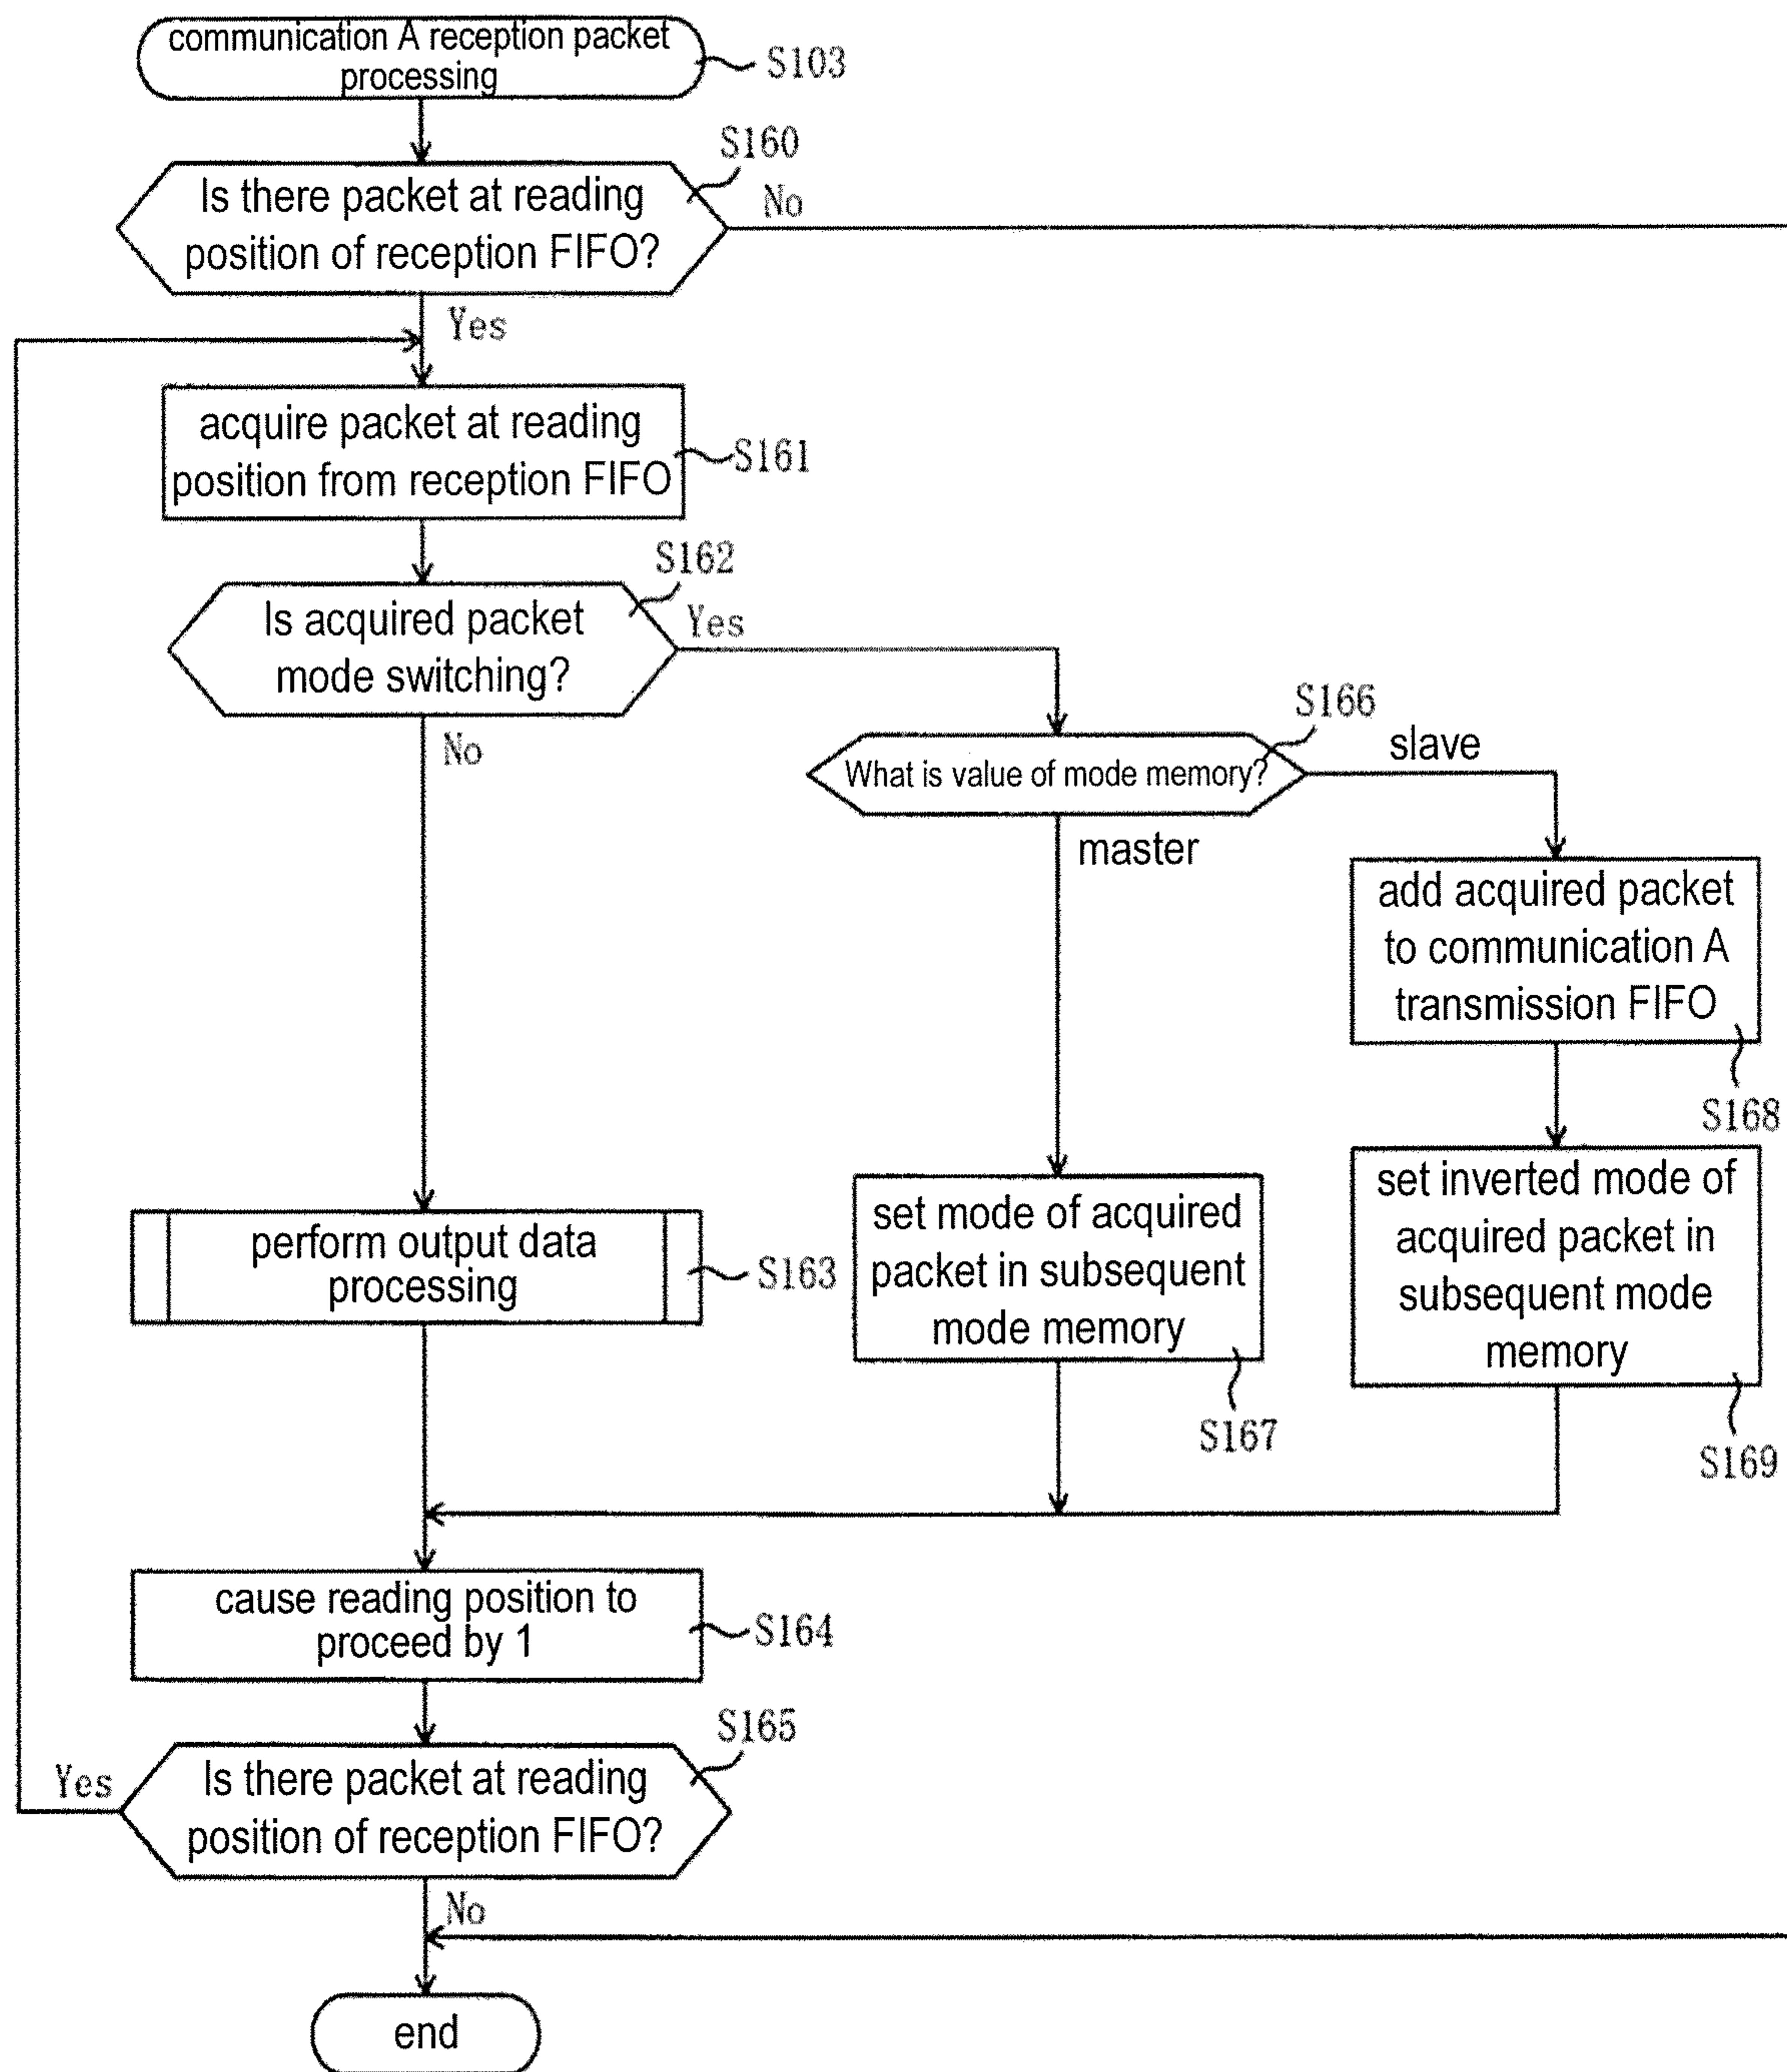 communication A reception packet
processing
S103
S160
Is there packet at reading
position of reception FIFO?
No
Yes
acquire packet at reading
position from reception FIFO
S161
S162
Is acquired packet
mode switching?
Yes
No
S166
What is value of mode memory?
slave
master
add acquired packet
to communication A
transmission FIFO
S168
perform output data
processing
S163
set mode of acquired
packet in subsequent
mode memory
S167
set inverted mode of
acquired packet in
subsequent mode
memory
S169
cause reading position to
proceed by 1
S164
S165
Is there packet at reading
position of reception FIFO?
Yes
No
end